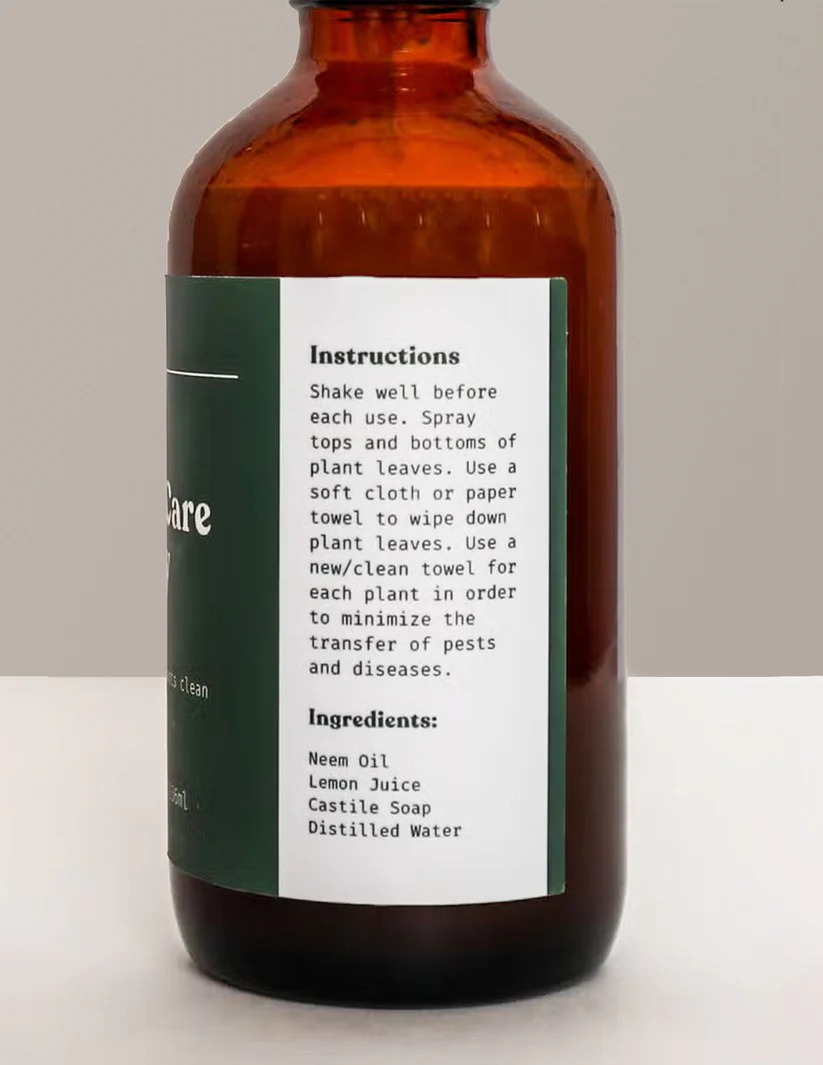 Care
clean
Instructions
Shake well before
each use. Spray
tops and bottoms of
plant leaves. Use a
soft cloth or paper
towel to wipe down
plant leaves. Use a
new/clean towel for
each plant in order
to minimize the
transfer of pests
and diseases.
Ingredients:
Neem Oil
Lemon Juice
Castile Soap
Distilled Water